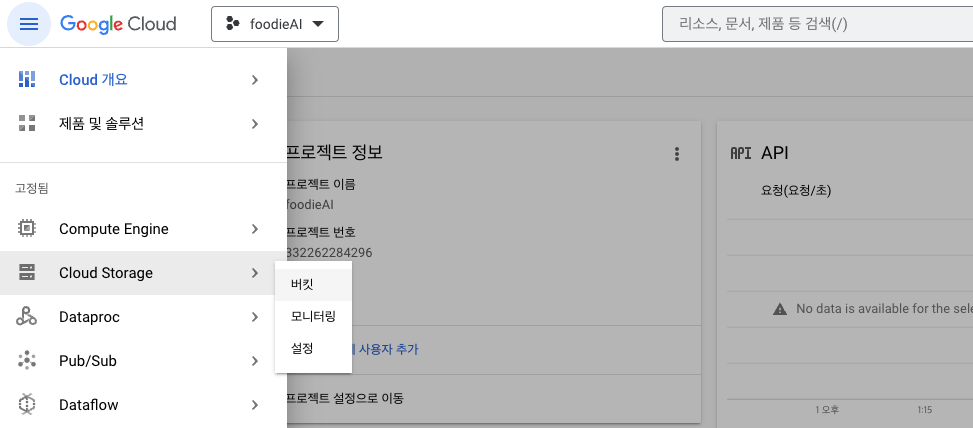 Google Cloud
foodieAI
리소스, 문서, 제품 등 검색(/)
Cloud 개요
제품 및 솔루션
고정됨
Compute Engine
Cloud Storage
Dataproc
Pub/Sub
Dataflow
버킷
모니터링
설정
프로젝트 정보
프로젝트 이름
foodieAI
프로젝트 번호
332262284296
사용자 추가
프로젝트 설정으로 이동
API API
요청(요청/초)
No data is available for the
1 오후
1:15